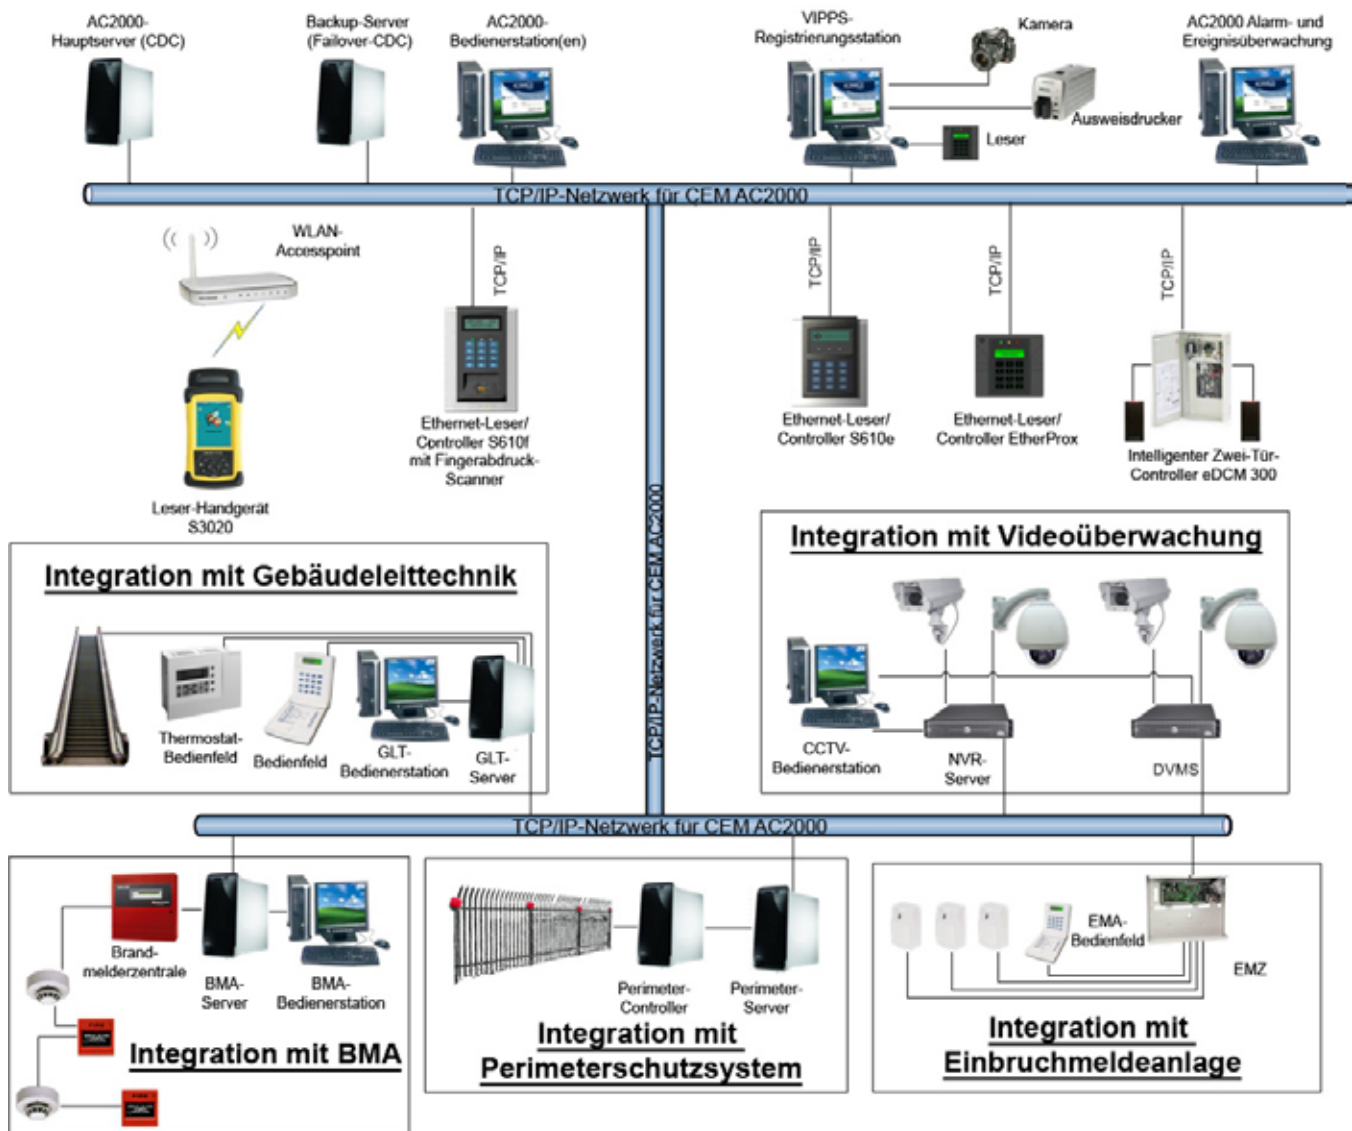 AC2000-
Hauptserver (CDC)
Backup-Server
(Failover-CDC)
AC2000-
Bedienerstation(en)
VIPPS-
Registrierungsstation
Kamera
AC2000 Alarm- und
Ereignisüberwachung
Ausweisdrucker
Leser
TCP/IP-Netzwerk für CEM AC2000
WLAN-
Accesspoint
TCP/IP
TCP/IP
TCP/IP
TCP/IP
Leser-Handgerät
S3020
Ethernet-Leser/
Controller S610f
mit Fingerabdruck-
Scanner
Ethernet-Leser/
Controller S610e
Ethernet-Leser/
Controller EtherProx
Intelligenter Zwei-Tür-
Controller eDCM 300
TCP/IP-Netzwerk für CEM AC2000
Integration mit Gebäudeleittechnik
Thermostat-
Bedienfeld
Bedienfeld
GLT-
Bedienerstation
GLT-
Server
Integration mit Videoüberwachung
CCTV-
Bedienerstation
NVR-
Server
DVMS
TCP/IP-Netzwerk für CEM AC2000
Brand-
melderzentrale
BMA-
Server
BMA-
Bedienerstation
Integration mit BMA
Perimeter-
Controller
Perimeter-
Server
Integration mit
Perimeterschutzsystem
EMA-
Bedienfeld
EMZ
Integration mit
Einbruchmeldeanlage